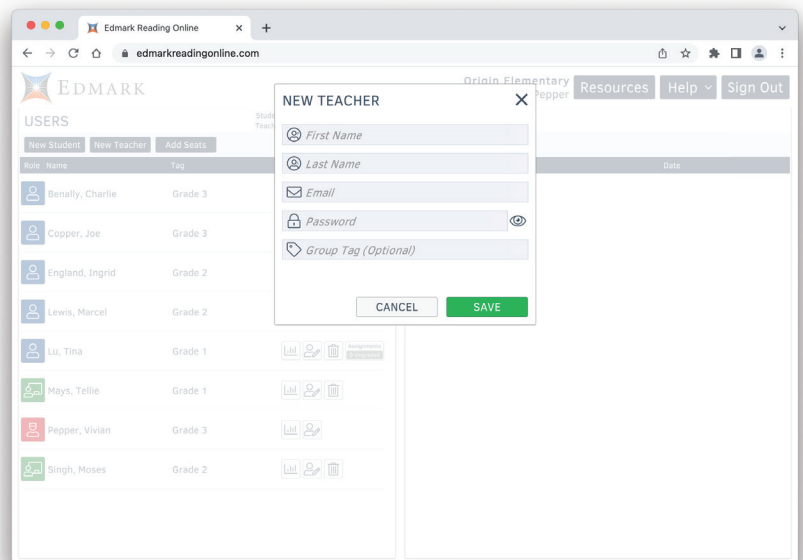 Edmark Reading Online
edmarkreadingonline.com
EDMARK
Origin Elementary
Pepper
Resources
Help
Sign Out
USERS
New Student
New Teacher
Add Seats
Role Name
Tag
Date
Benally, Charlie
Grade 3
Copper, Joe
Grade 3
England, Ingrid
Grade 2
Lewis, Marcel
Grade 2
Lu, Tina
Grade 1
Assignments
Mays, Tellie
Grade 1
Pepper, Vivian
Grade 3
Singh, Moses
Grade 2
NEW TEACHER
First Name
Last Name
Email
Password
Group Tag (Optional)
CANCEL
SAVE